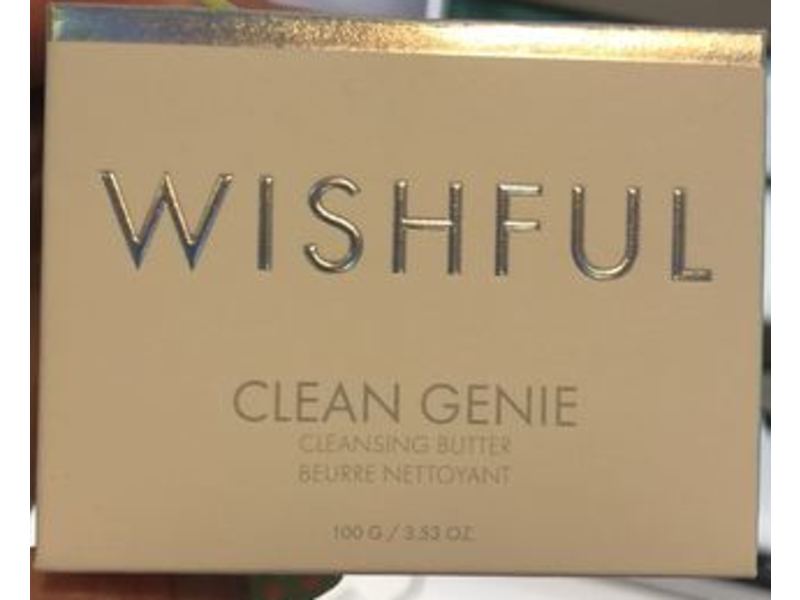 WISHFUL
CLEAN GENIE
CLEANSING BUTTER
BEURRE NETTOYANT
100 G / 3.53 OZ.